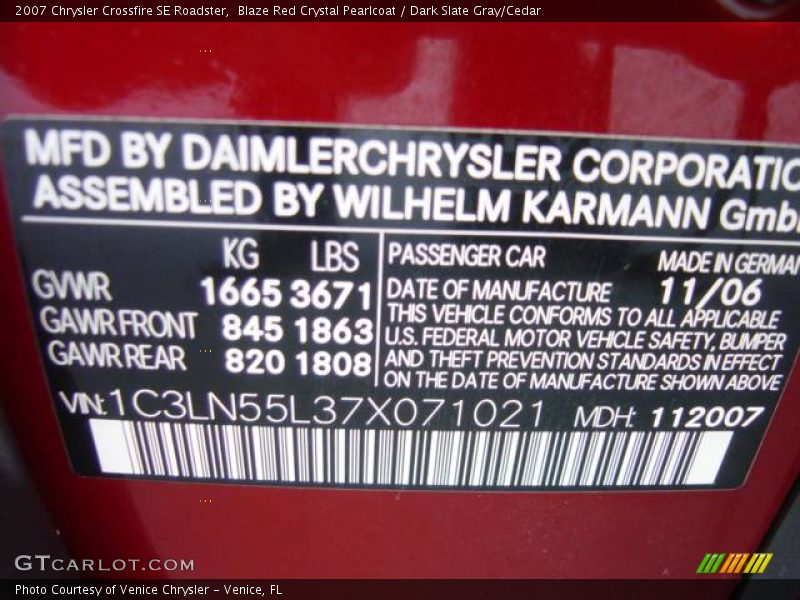 2007 Chrysler Crossfire SE Roadster,  Blaze Red Crystal Pearlcoat / Dark Slate Gray/Cedar
MFD BY DAIMLERCHRYSLER CORPORATIO
ASSEMBLED BY WILHELM KARMANN Gmb
KG LBS
GVWR 1665 3671
GAWR FRONT 845 1863
GAWR REAR 820 1808
PASSENGER CAR MADE IN GERMAN
DATE OF MANUFACTURE 11/06
THIS VEHICLE CONFORMS TO ALL APPLICABLE
U.S. FEDERAL MOTOR VEHICLE SAFETY, BUMPER
AND THEFT PREVENTION STANDARDS IN EFFECT
ON THE DATE OF MANUFACTURE SHOWN ABOVE
VIN: 1C3LN55L37X071021 MDH: 112007
GTCARLOT.COM
Photo Courtesy of Venice Chrysler - Venice, FL